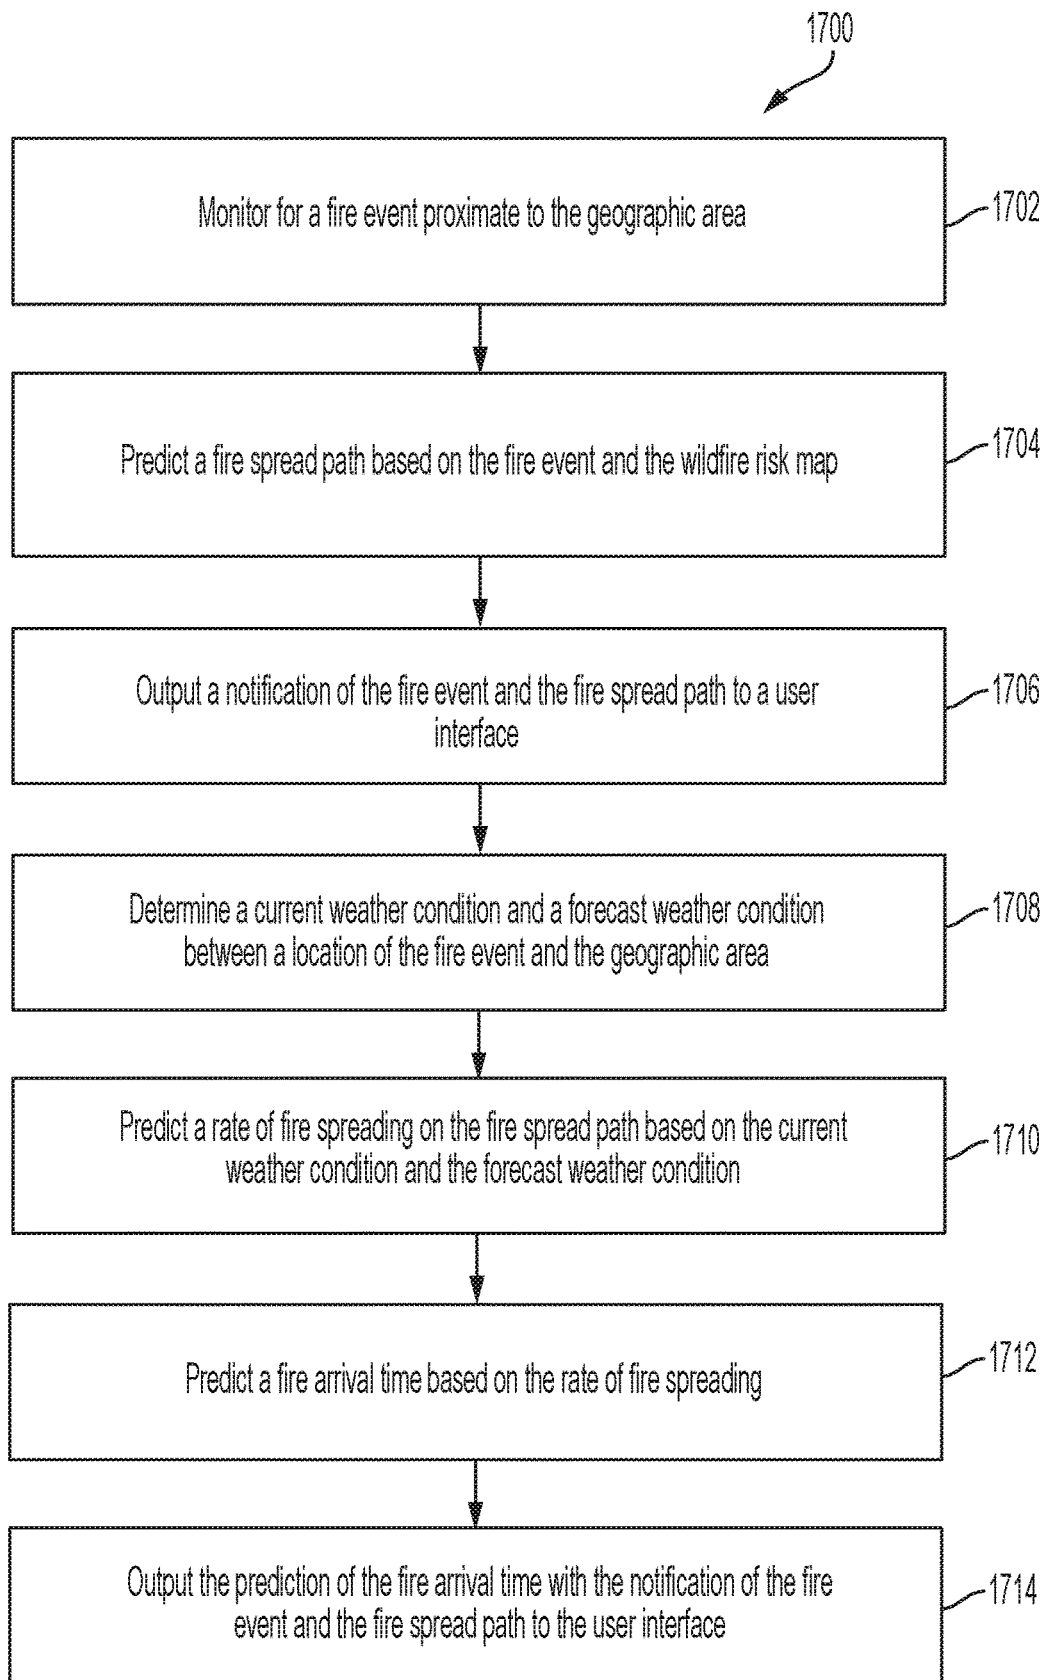 1700
Monitor for a fire event proximate to the geographic area
1702
Predict a fire spread path based on the fire event and the wildfire risk map
1704
Output a notification of the fire event and the fire spread path to a user
interface
1706
Determine a current weather condition and a forecast weather condition
between a location of the fire event and the geographic area
1708
Predict a rate of fire spreading on the fire spread path based on the current
weather condition and the forecast weather condition
1710
Predict a fire arrival time based on the rate of fire spreading
1712
Output the prediction of the fire arrival time with the notification of the fire
event and the fire spread path to the user interface
1714